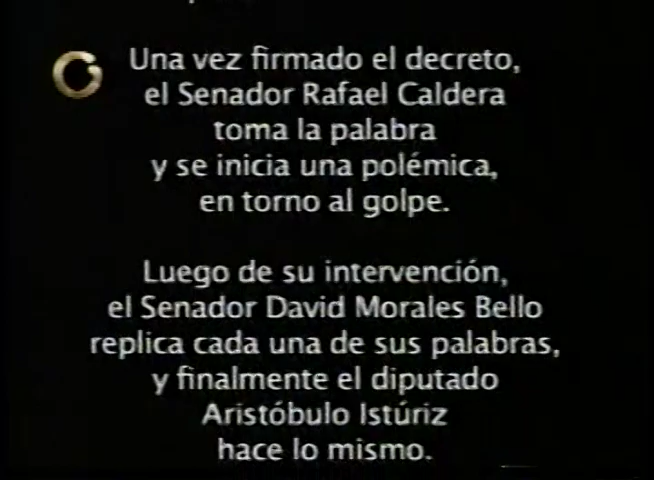 Una vez firmado el decreto,
el Senador Rafael Caldera
toma la palabra
y se inicia una polémica,
en torno al golpe.
Luego de su intervención,
el Senador David Morales Bello
replica cada una de sus palabras,
y finalmente el diputado
Aristóbulo Istúriz
hace lo mismo.